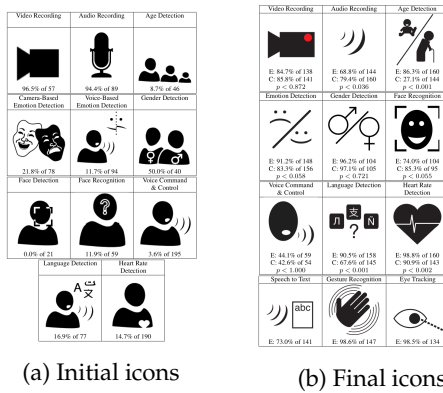 Video Recording Audio Recording Age Detection
96.5% of 57 94.4% of 89 8.7% of 46
Camera-Based Emotion Detection Voice-Based Emotion Detection Gender Detection
21.8% of 78 11.7% of 94 50.0% of 40
Face Detection Face Recognition Voice Command & Control
?
0.0% of 21 11.9% of 59 3.6% of 195
Language Detection Heart Rate Detection
A 文
16.9% of 77 14.7% of 190
(a) Initial icons
Video Recording Audio Recording Age Detection
E: 84.7% of 138 E: 68.8% of 144 E: 86.3% of 160
C: 85.8% of 141 C: 79.4% of 160 C: 27.1% of 144
p < 0.872 p < 0.036 p < 0.001
Emotion Detection Gender Detection Face Recognition
E: 91.2% of 148 E: 96.2% of 104 E: 74.0% of 104
C: 83.3% of 156 C: 97.1% of 105 C: 85.3% of 95
p < 0.058 p < 0.721 p < 0.055
Voice Command & Control Language Detection Heart Rate Detection
Л 支 Ñ
?
E: 44.1% of 59 E: 90.5% of 158 E: 98.8% of 160
C: 42.6% of 54 C: 67.6% of 145 C: 90.9% of 143
p < 1.000 p < 0.001 p < 0.002
Speech to Text Gesture Recognition Eye Tracking
abc
E: 73.0% of 141 E: 98.6% of 147 E: 98.5% of 134
(b) Final icons